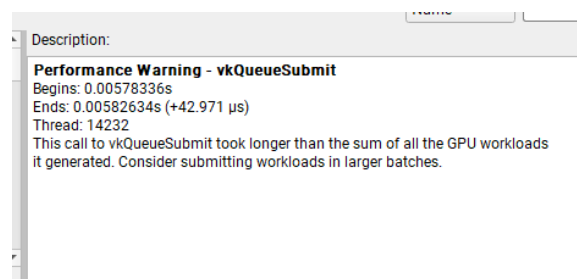 Name
Description:
Performance Warning - vkQueueSubmit
Begins: 0.00578336s
Ends: 0.00582634s (+42.971 μs)
Thread: 14232
This call to vkQueueSubmit took longer than the sum of all the GPU workloads
it generated. Consider submitting workloads in larger batches.